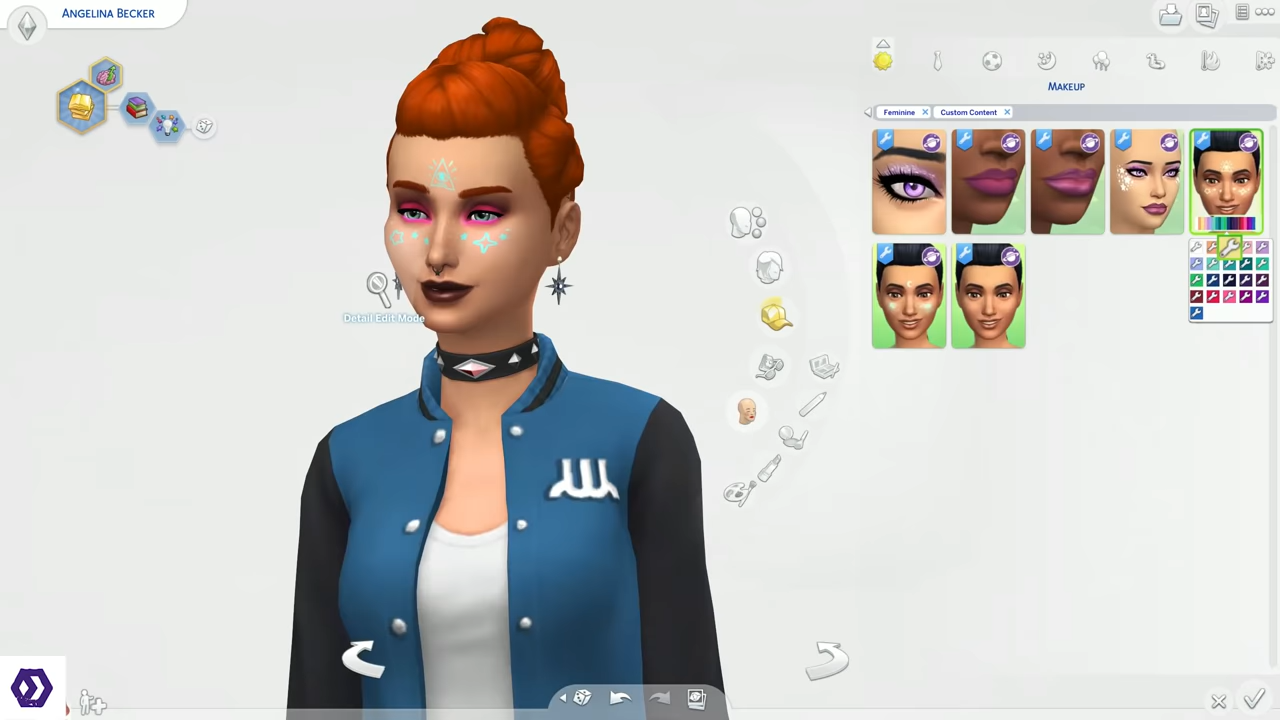 ANGELINA BECKER
MAKEUP
Feminine
Custom Content
Detail Edit Mode